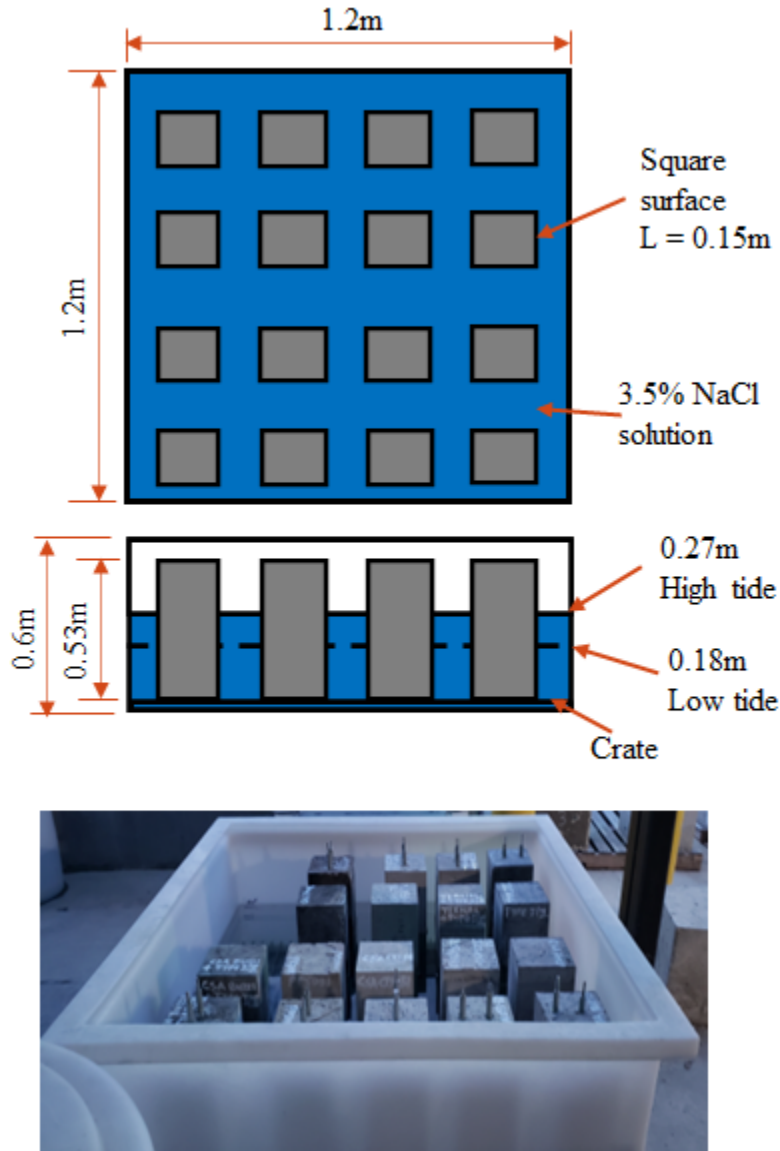 1.2m
1.2m
Square
surface
L = 0.15m
3.5% NaCl
solution
0.6m
0.53m
0.27m
High tide
0.18m
Low tide
Crate